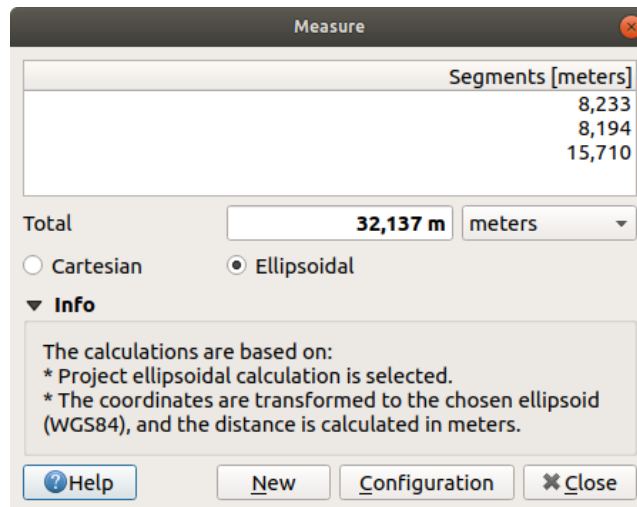 Measure
Segments [meters]
8,233
8,194
15,710
Total 32,137 m meters
Cartesian Ellipsoidal
Info
The calculations are based on:
* Project ellipsoidal calculation is selected.
* The coordinates are transformed to the chosen ellipsoid
(WGS84), and the distance is calculated in meters.
Help New Configuration Close